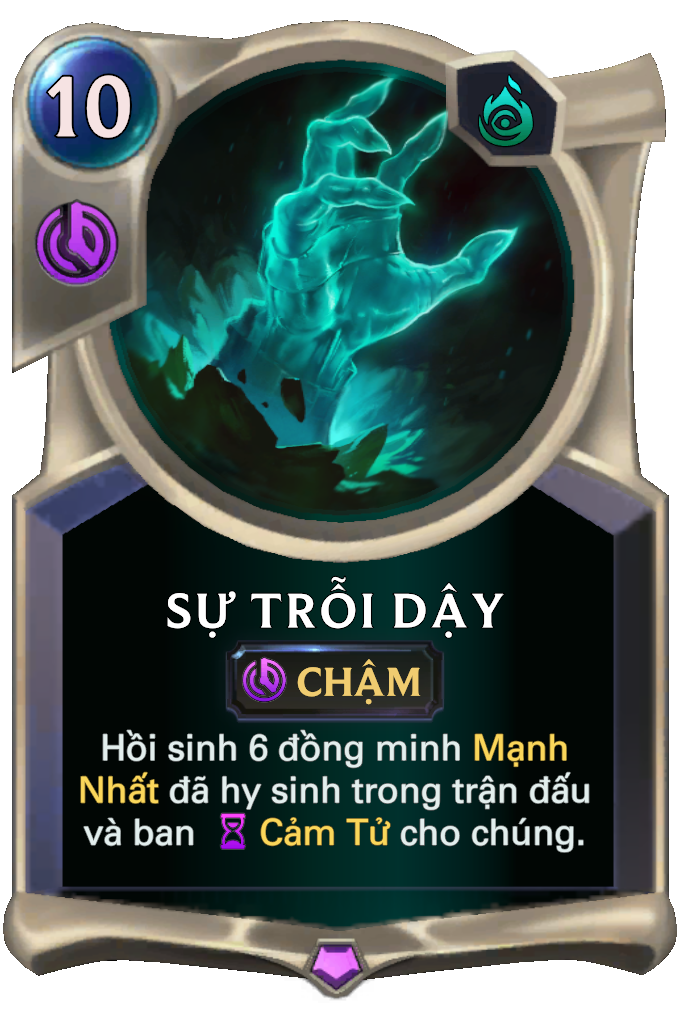 10
SỰ TRỖI DẬY
CHẬM
Hồi sinh 6 đồng minh Mạnh
Nhất đã hy sinh trong trận đấu
và ban Cảm Tử cho chúng.